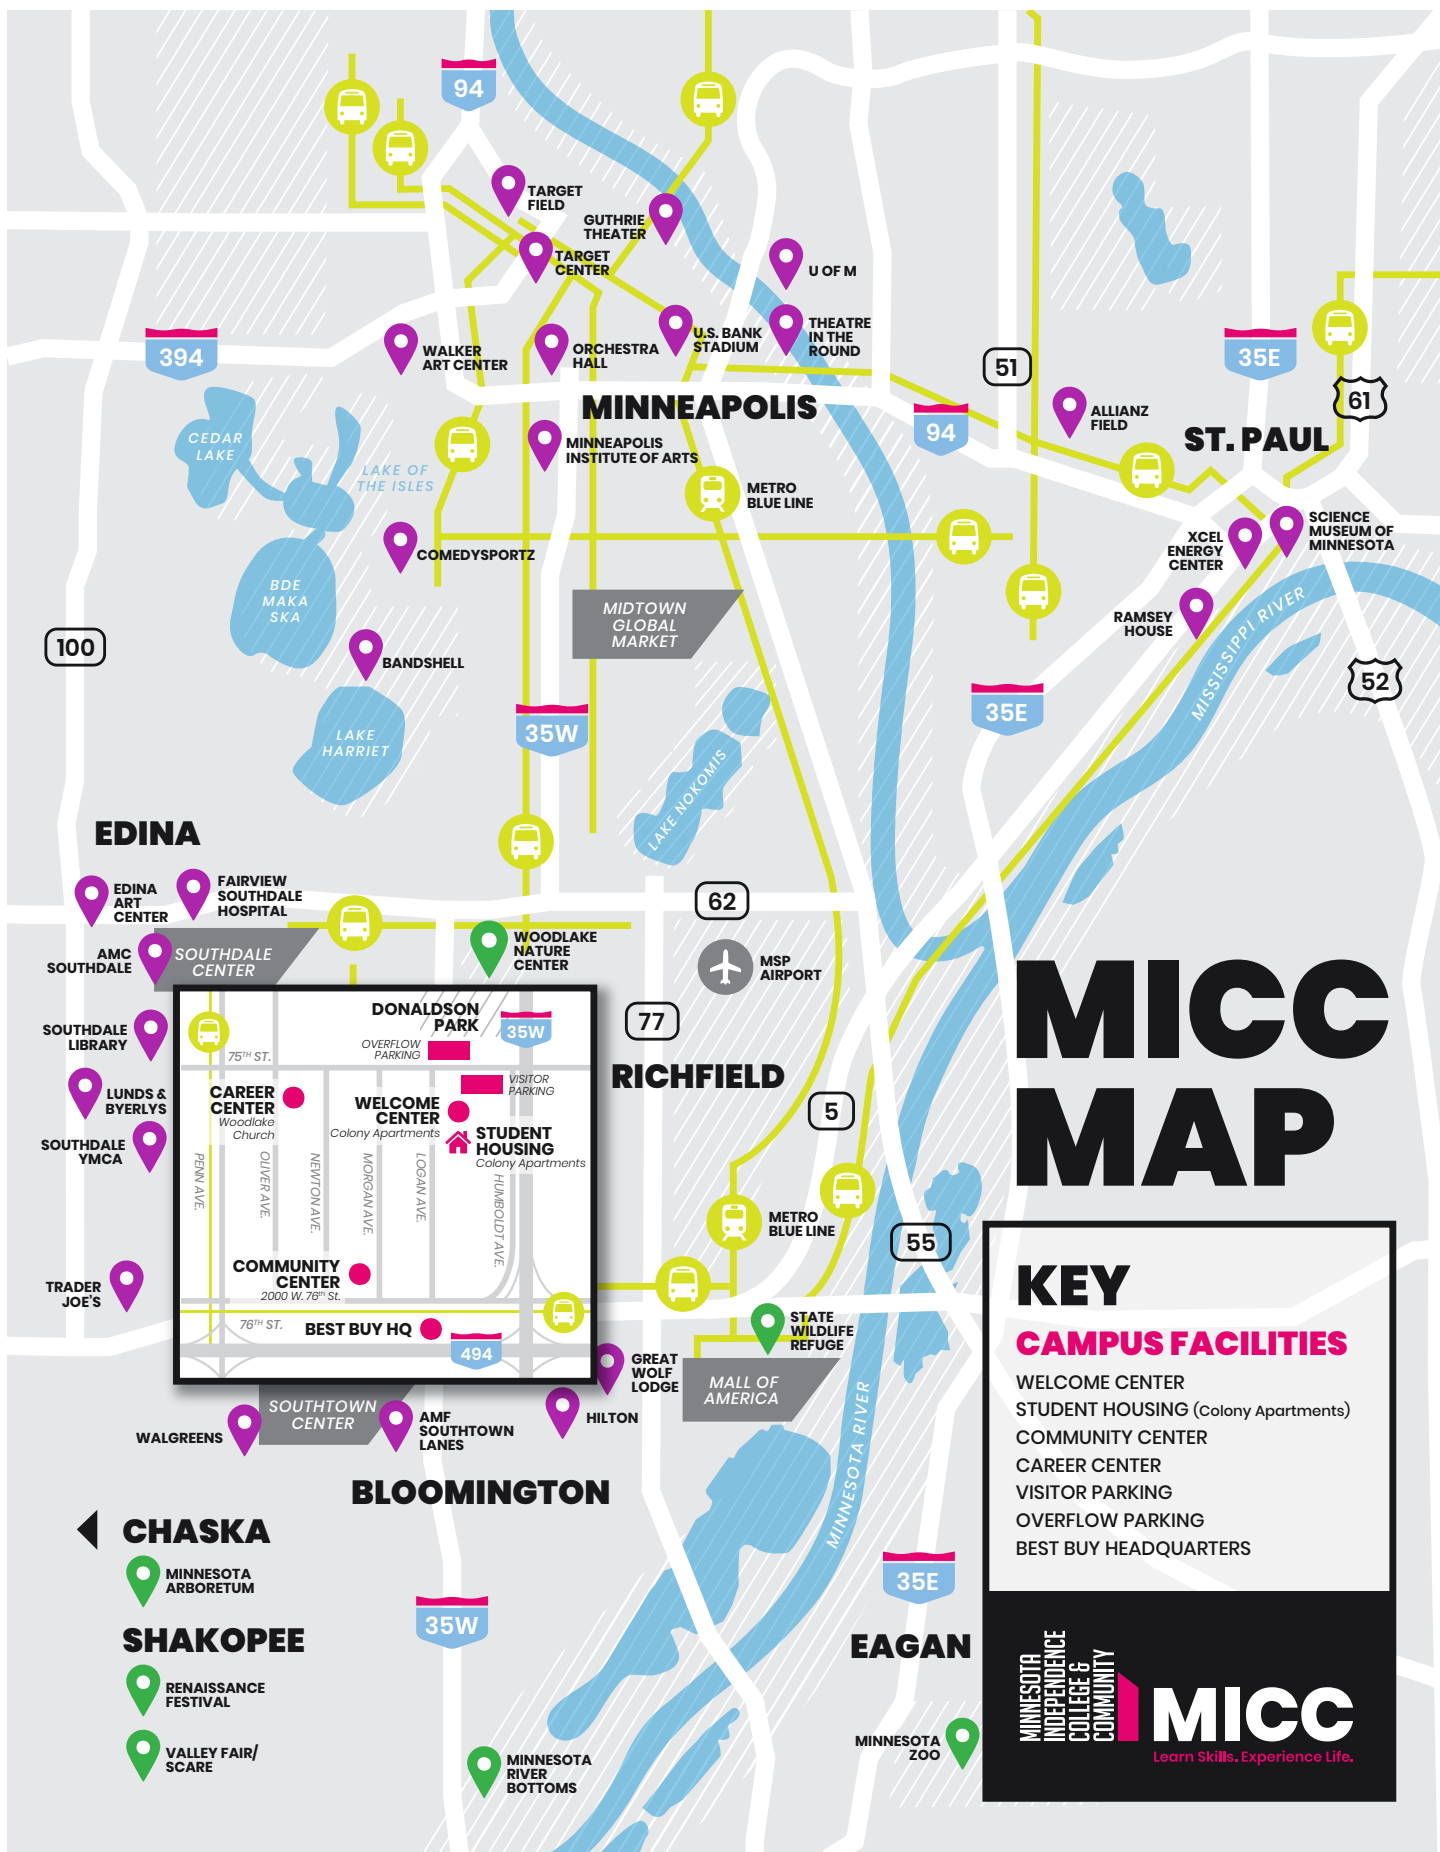 94
TARGET
FIELD
GUTHRIE
THEATER
TARGET
CENTER
U OF M
394
WALKER
ART CENTER
ORCHESTRA
HALL
U.S. BANK
STADIUM
THEATRE
IN THE
ROUND
51
35E
61
MINNEAPOLIS
94
ALLIANZ
FIELD
ST. PAUL
CEDAR
LAKE
LAKE OF
THE ISLES
MINNEAPOLIS
INSTITUTE OF ARTS
METRO
BLUE LINE
COMEDYSPORTZ
XCEL
ENERGY
CENTER
SCIENCE
MUSEUM OF
MINNESOTA
BDE
MAKA
SKA
MIDTOWN
GLOBAL
MARKET
RAMSEY
HOUSE
MISSISSIPPI RIVER
100
BANDSHELL
52
35E
LAKE
HARRIET
35W
LAKE NOKOMIS
EDINA
EDINA
ART
CENTER
FAIRVIEW
SOUTHDALE
HOSPITAL
62
AMC
SOUTHDALE
SOUTHDALE
CENTER
WOODLAKE
NATURE
CENTER
MSP
AIRPORT
MICC
MAP
SOUTHDALE
LIBRARY
77
LUNDS &
BYERLYS
SOUTHDALE
YMCA
RICHFIELD
5
DONALDSON
PARK
35W
OVERFLOW
PARKING
75TH ST.
VISITOR
PARKING
CAREER
CENTER
Woodlake
Church
WELCOME
CENTER
Colony Apartments
STUDENT
HOUSING
Colony Apartments
PENN AVE.
OLIVER AVE.
NEWTON AVE.
MORGAN AVE.
LOGAN AVE.
HUMBOLDT AVE.
COMMUNITY
CENTER
2000 W. 76th St.
76TH ST.
BEST BUY HQ
494
METRO
BLUE LINE
55
TRADER
JOE'S
STATE
WILDLIFE
REFUGE
GREAT
WOLF
LODGE
MALL OF
AMERICA
HILTON
SOUTHTOWN
CENTER
WALGREENS
AMF
SOUTHTOWN
LANES
MINNESOTA RIVER
BLOOMINGTON
CHASKA
MINNESOTA
ARBORETUM
35W
35E
SHAKOPEE
RENAISSANCE
FESTIVAL
VALLEY FAIR/
SCARE
MINNESOTA
RIVER
BOTTOMS
EAGAN
MINNESOTA
ZOO
KEY
CAMPUS FACILITIES
WELCOME CENTER
STUDENT HOUSING (Colony Apartments)
COMMUNITY CENTER
CAREER CENTER
VISITOR PARKING
OVERFLOW PARKING
BEST BUY HEADQUARTERS
MINNESOTA
INDEPENDENCE
COLLEGE &
COMMUNITY
MICC
Learn Skills. Experience Life.